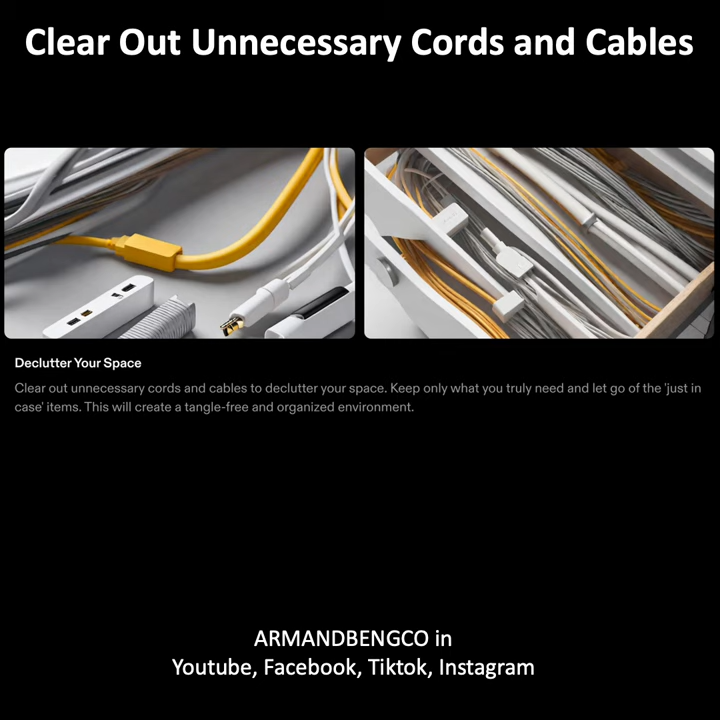 Clear Out Unnecessary Cords and Cables
Declutter Your Space
Clear out unnecessary cords and cables to declutter your space. Keep only what you truly need and let go of the 'just in
case' items. This will create a tangle-free and organized environment.
ARMANDBENGCO in
Youtube, Facebook, Tiktok, Instagram